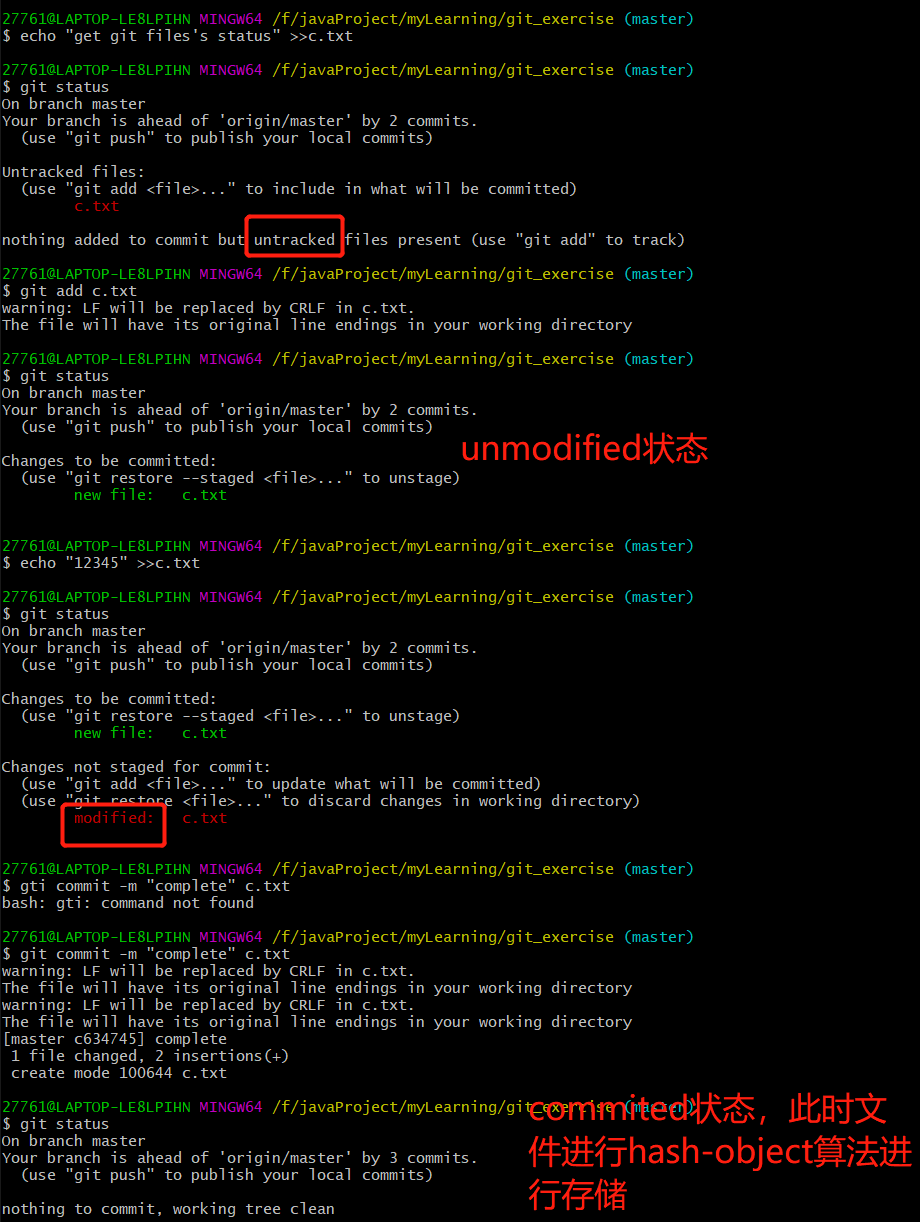 27761@LAPTOP-LE8LPIHN MINGW64 /f/javaProject/myLearning/git_exercise (master)
$ echo "get git files's status" >>c.txt
27761@LAPTOP-LE8LPIHN MINGW64 /f/javaProject/myLearning/git_exercise (master)
$ git status
On branch master
Your branch is ahead of 'origin/master' by 2 commits.
  (use "git push" to publish your local commits)
Untracked files:
  (use "git add <file>..." to include in what will be committed)
        c.txt
nothing added to commit but untracked files present (use "git add" to track)
27761@LAPTOP-LE8LPIHN MINGW64 /f/javaProject/myLearning/git_exercise (master)
$ git add c.txt
warning: LF will be replaced by CRLF in c.txt.
The file will have its original line endings in your working directory
27761@LAPTOP-LE8LPIHN MINGW64 /f/javaProject/myLearning/git_exercise (master)
$ git status
On branch master
Your branch is ahead of 'origin/master' by 2 commits.
  (use "git push" to publish your local commits)
unmodified状态
Changes to be committed:
  (use "git restore --staged <file>..." to unstage)
        new file:   c.txt
27761@LAPTOP-LE8LPIHN MINGW64 /f/javaProject/myLearning/git_exercise (master)
$ echo "12345" >>c.txt
27761@LAPTOP-LE8LPIHN MINGW64 /f/javaProject/myLearning/git_exercise (master)
$ git status
On branch master
Your branch is ahead of 'origin/master' by 2 commits.
  (use "git push" to publish your local commits)
Changes to be committed:
  (use "git restore --staged <file>..." to unstage)
        new file:   c.txt
Changes not staged for commit:
  (use "git add <file>..." to update what will be committed)
  (use "git restore <file>..." to discard changes in working directory)
        modified:   c.txt
27761@LAPTOP-LE8LPIHN MINGW64 /f/javaProject/myLearning/git_exercise (master)
$ gti commit -m "complete" c.txt
bash: gti: command not found
27761@LAPTOP-LE8LPIHN MINGW64 /f/javaProject/myLearning/git_exercise (master)
$ git commit -m "complete" c.txt
warning: LF will be replaced by CRLF in c.txt.
The file will have its original line endings in your working directory
warning: LF will be replaced by CRLF in c.txt.
The file will have its original line endings in your working directory
[master c634745] complete
 1 file changed, 2 insertions(+)
 create mode 100644 c.txt
27761@LAPTOP-LE8LPIHN MINGW64 /f/javaProject/myLearning/git_exercise (master)
$ git status
On branch master
Your branch is ahead of 'origin/master' by 3 commits.
  (use "git push" to publish your local commits)
nothing to commit, working tree clean
commited状态，此时文
件进行hash-object算法进
行存储